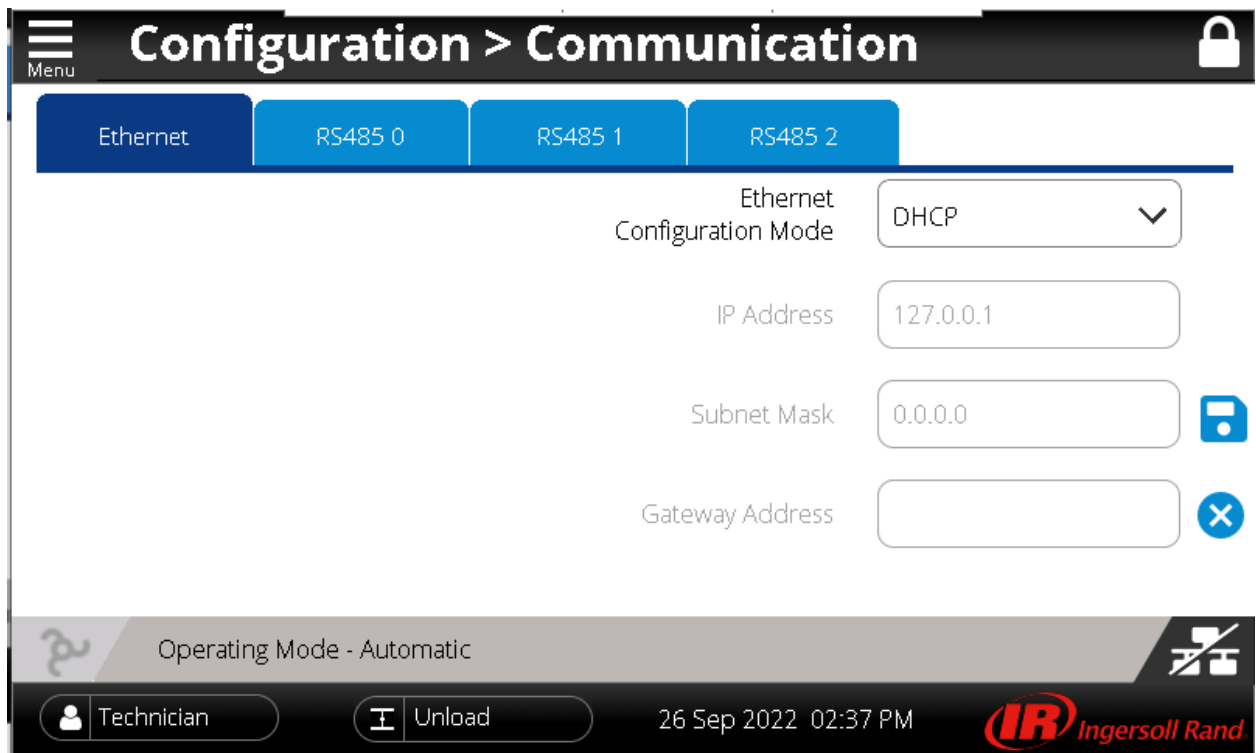 Configuration > Communication
Menu
Ethernet
RS485 0
RS485 1
RS485 2
Ethernet
Configuration Mode
DHCP
IP Address
127.0.0.1
Subnet Mask
0.0.0.0
Gateway Address
Operating Mode - Automatic
Technician
Unload
26 Sep 2022 02:37 PM
IR Ingersoll Rand